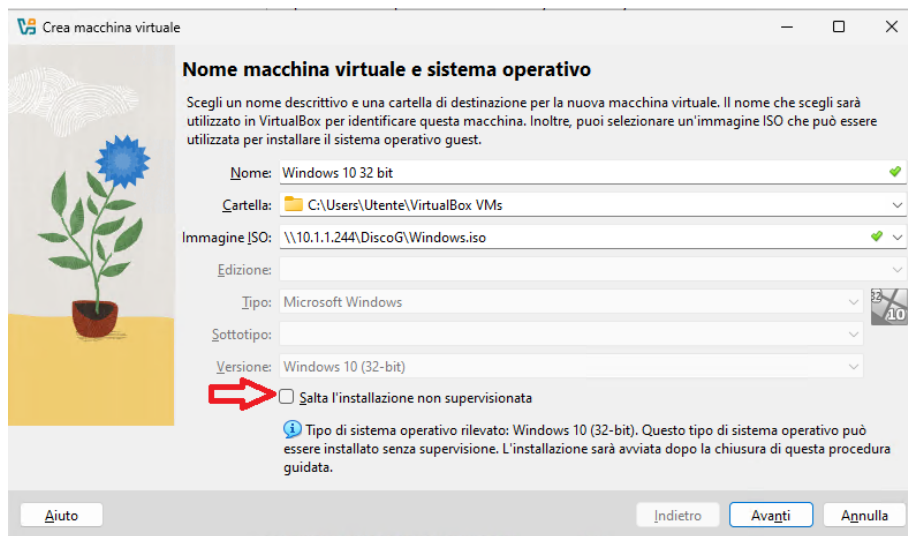 Crea macchina virtuale
Nome macchina virtuale e sistema operativo
Scegli un nome descrittivo e una cartella di destinazione per la nuova macchina virtuale. Il nome che scegli sarà
utilizzato in VirtualBox per identificare questa macchina. Inoltre, puoi selezionare un'immagine ISO che può essere
utilizzata per installare il sistema operativo guest.
Nome: Windows 10 32 bit
Cartella: C:\Users\Utente\VirtualBox VMs
Immagine ISO: \\10.1.1.244\DiscoG\Windows.iso
Edizione:
Tipo: Microsoft Windows
32
10
Sottotipo:
Versione: Windows 10 (32-bit)
Salta l'installazione non supervisionata
Tipo di sistema operativo rilevato: Windows 10 (32-bit). Questo tipo di sistema operativo può
essere installato senza supervisione. L'installazione sarà avviata dopo la chiusura di questa procedura
guidata.
Aiuto
Indietro
Avanti
Annulla